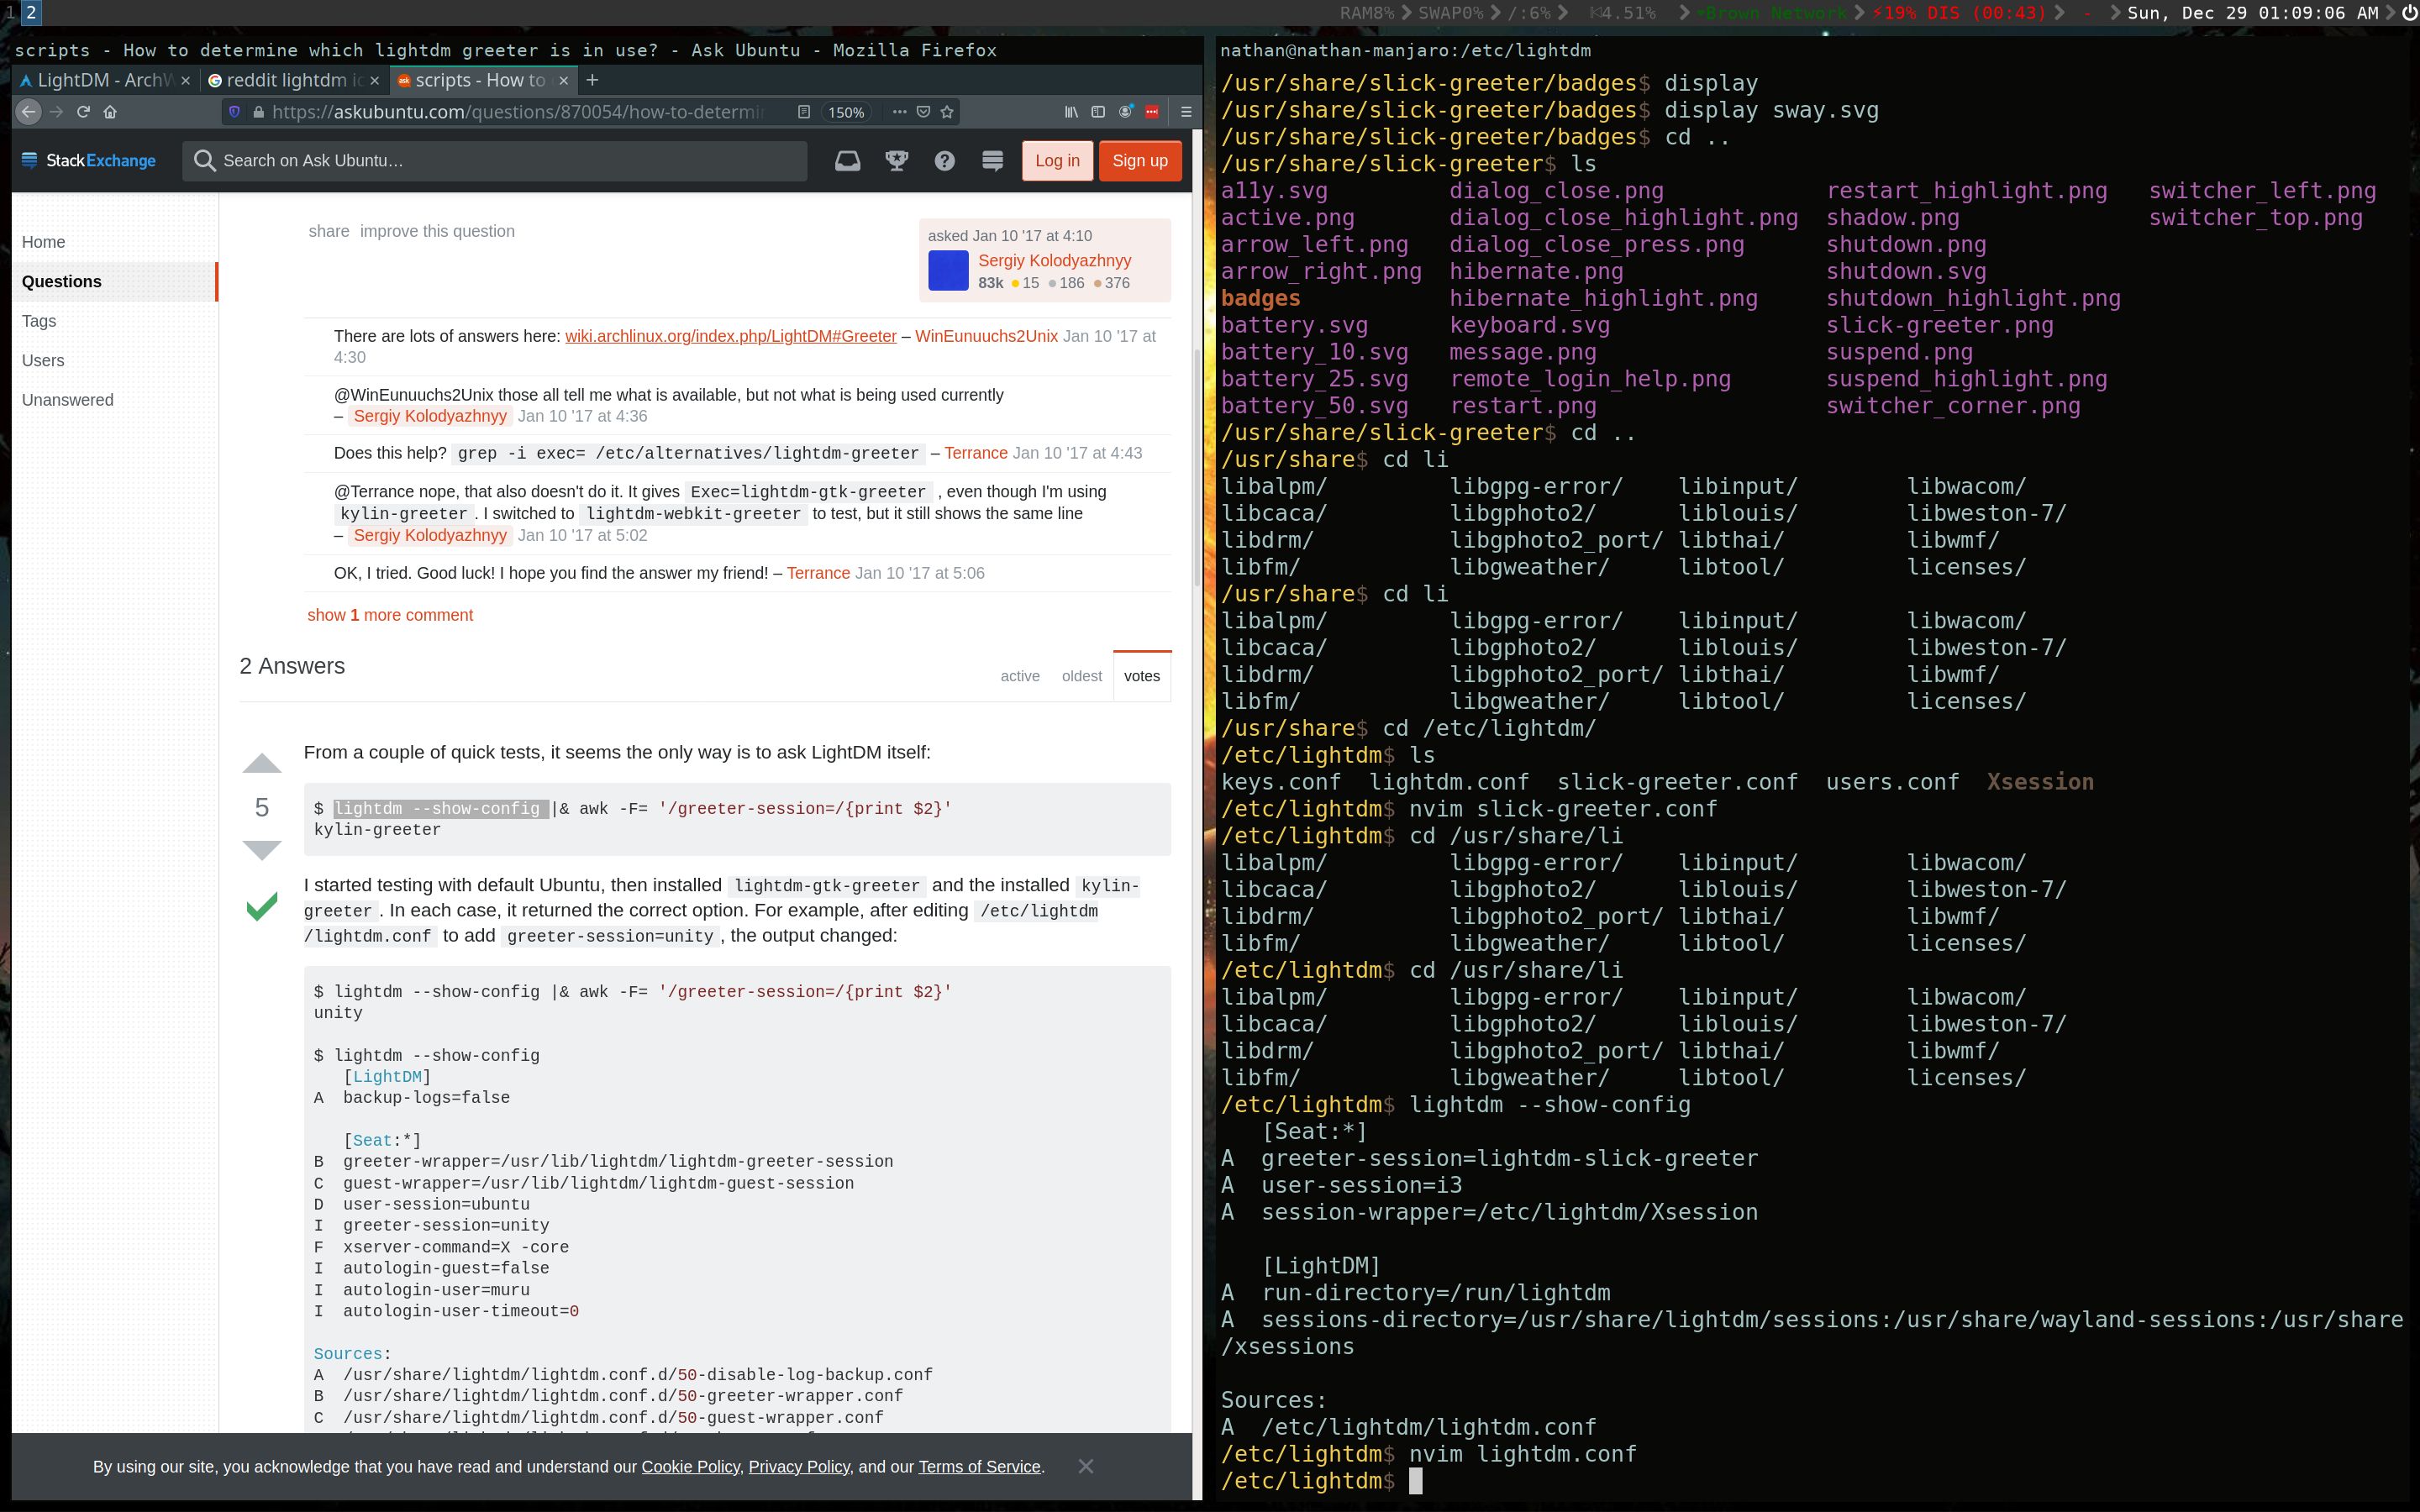 1 2
RAM8% SWAP0% /:6% 4.51% Brown Network 19% DIS (00:43) - Sun, Dec 29 01:09:06 AM
scripts - How to determine which lightdm greeter is in use? - Ask Ubuntu - Mozilla Firefox
LightDM - ArchW reddit lightdm ic scripts - How to
https://askubuntu.com/questions/870054/how-to-determin 150%
StackExchange Search on Ask Ubuntu… Log in Sign up
Home
Questions
Tags
Users
Unanswered
share improve this question
asked Jan 10 '17 at 4:10
Sergiy Kolodyazhnyy
83k 15 186 376
There are lots of answers here: wiki.archlinux.org/index.php/LightDM#Greeter – WinEunuuchs2Unix Jan 10 '17 at
4:30
@WinEunuuchs2Unix those all tell me what is available, but not what is being used currently
– Sergiy Kolodyazhnyy Jan 10 '17 at 4:36
Does this help? grep -i exec= /etc/alternatives/lightdm-greeter – Terrance Jan 10 '17 at 4:43
@Terrance nope, that also doesn't do it. It gives Exec=lightdm-gtk-greeter , even though I'm using
kylin-greeter . I switched to lightdm-webkit-greeter to test, but it still shows the same line
– Sergiy Kolodyazhnyy Jan 10 '17 at 5:02
OK, I tried. Good luck! I hope you find the answer my friend! – Terrance Jan 10 '17 at 5:06
show 1 more comment
2 Answers
active oldest votes
5
From a couple of quick tests, it seems the only way is to ask LightDM itself:
$ lightdm --show-config |& awk -F= '/greeter-session=/{print $2}'
kylin-greeter
I started testing with default Ubuntu, then installed lightdm-gtk-greeter and the installed kylin-
greeter . In each case, it returned the correct option. For example, after editing /etc/lightdm
/lightdm.conf to add greeter-session=unity , the output changed:
$ lightdm --show-config |& awk -F= '/greeter-session=/{print $2}'
unity
$ lightdm --show-config
[LightDM]
A backup-logs=false
[Seat:*]
B greeter-wrapper=/usr/lib/lightdm/lightdm-greeter-session
C guest-wrapper=/usr/lib/lightdm/lightdm-guest-session
D user-session=ubuntu
I greeter-session=unity
F xserver-command=X -core
I autologin-guest=false
I autologin-user=muru
I autologin-user-timeout=0
Sources:
A /usr/share/lightdm/lightdm.conf.d/50-disable-log-backup.conf
B /usr/share/lightdm/lightdm.conf.d/50-greeter-wrapper.conf
C /usr/share/lightdm/lightdm.conf.d/50-guest-wrapper.conf
By using our site, you acknowledge that you have read and understand our Cookie Policy, Privacy Policy, and our Terms of Service.
nathan@nathan-manjaro:/etc/lightdm
/usr/share/slick-greeter/badges$ display
/usr/share/slick-greeter/badges$ display sway.svg
/usr/share/slick-greeter/badges$ cd ..
/usr/share/slick-greeter$ ls
a11y.svg dialog_close.png restart_highlight.png switcher_left.png
active.png dialog_close_highlight.png shadow.png switcher_top.png
arrow_left.png dialog_close_press.png shutdown.png
arrow_right.png hibernate.png shutdown.svg
badges hibernate_highlight.png shutdown_highlight.png
battery.svg keyboard.svg slick-greeter.png
battery_10.svg message.png suspend.png
battery_25.svg remote_login_help.png suspend_highlight.png
battery_50.svg restart.png switcher_corner.png
/usr/share/slick-greeter$ cd ..
/usr/share$ cd li
libalpm/ libgpg-error/ libinput/ libwacom/
libcaca/ libgphoto2/ liblouis/ libweston-7/
libdrm/ libgphoto2_port/ libthai/ libwmf/
libfm/ libgweather/ libtool/ licenses/
/usr/share$ cd li
libalpm/ libgpg-error/ libinput/ libwacom/
libcaca/ libgphoto2/ liblouis/ libweston-7/
libdrm/ libgphoto2_port/ libthai/ libwmf/
libfm/ libgweather/ libtool/ licenses/
/usr/share$ cd /etc/lightdm/
/etc/lightdm$ ls
keys.conf lightdm.conf slick-greeter.conf users.conf Xsession
/etc/lightdm$ nvim slick-greeter.conf
/etc/lightdm$ cd /usr/share/li
libalpm/ libgpg-error/ libinput/ libwacom/
libcaca/ libgphoto2/ liblouis/ libweston-7/
libdrm/ libgphoto2_port/ libthai/ libwmf/
libfm/ libgweather/ libtool/ licenses/
/etc/lightdm$ cd /usr/share/li
libalpm/ libgpg-error/ libinput/ libwacom/
libcaca/ libgphoto2/ liblouis/ libweston-7/
libdrm/ libgphoto2_port/ libthai/ libwmf/
libfm/ libgweather/ libtool/ licenses/
/etc/lightdm$ lightdm --show-config
[Seat:*]
A greeter-session=lightdm-slick-greeter
A user-session=i3
A session-wrapper=/etc/lightdm/Xsession
[LightDM]
A run-directory=/run/lightdm
A sessions-directory=/usr/share/lightdm/sessions:/usr/share/wayland-sessions:/usr/share
/xsessions
Sources:
A /etc/lightdm/lightdm.conf
/etc/lightdm$ nvim lightdm.conf
/etc/lightdm$